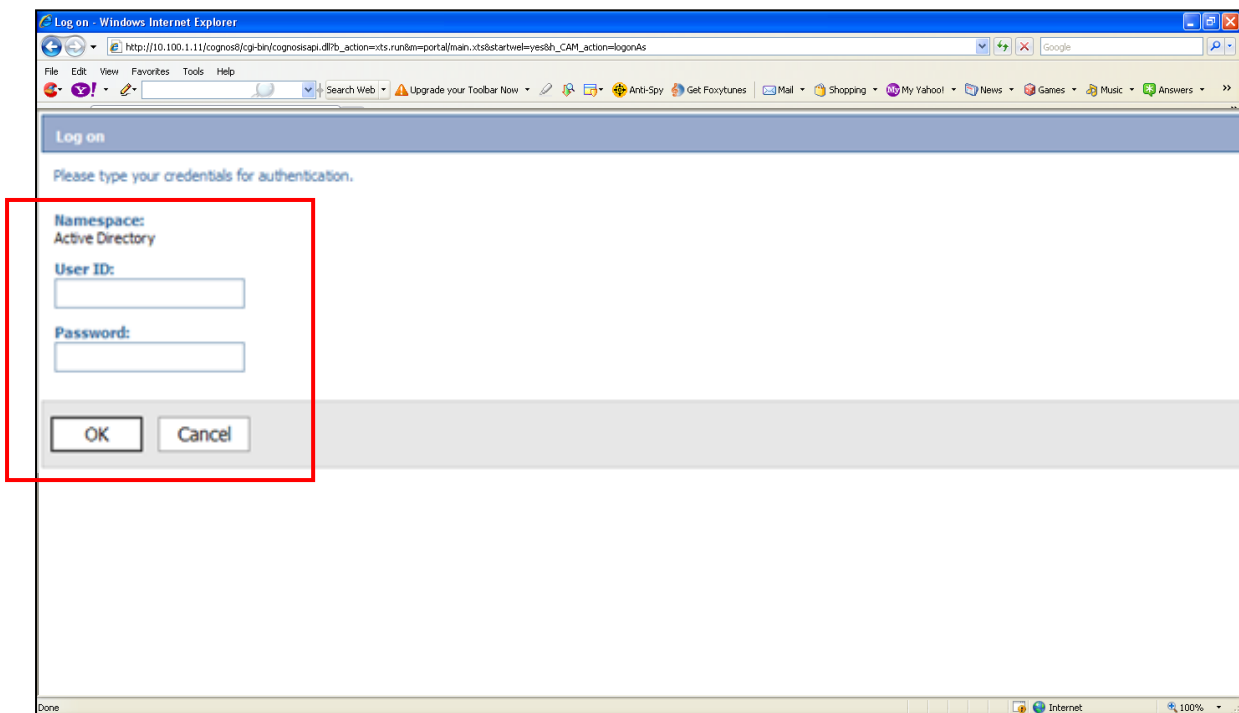 Log on - Windows Internet Explorer
http://10.100.1.11/cognos8/cgi-bin/cognosisapi.dll?b_action=xts.run&m=portal/main.xts&startwel=yes&h_CAM_action=logonAs
Google
File Edit View Favorites Tools Help
Search Web Upgrade your Toolbar Now Anti-Spy Get Foxytunes Mail Shopping My Yahoo! News Games Music Answers
Log on
Please type your credentials for authentication.
Namespace:
Active Directory
User ID:
Password:
OK Cancel
Done Internet 100%